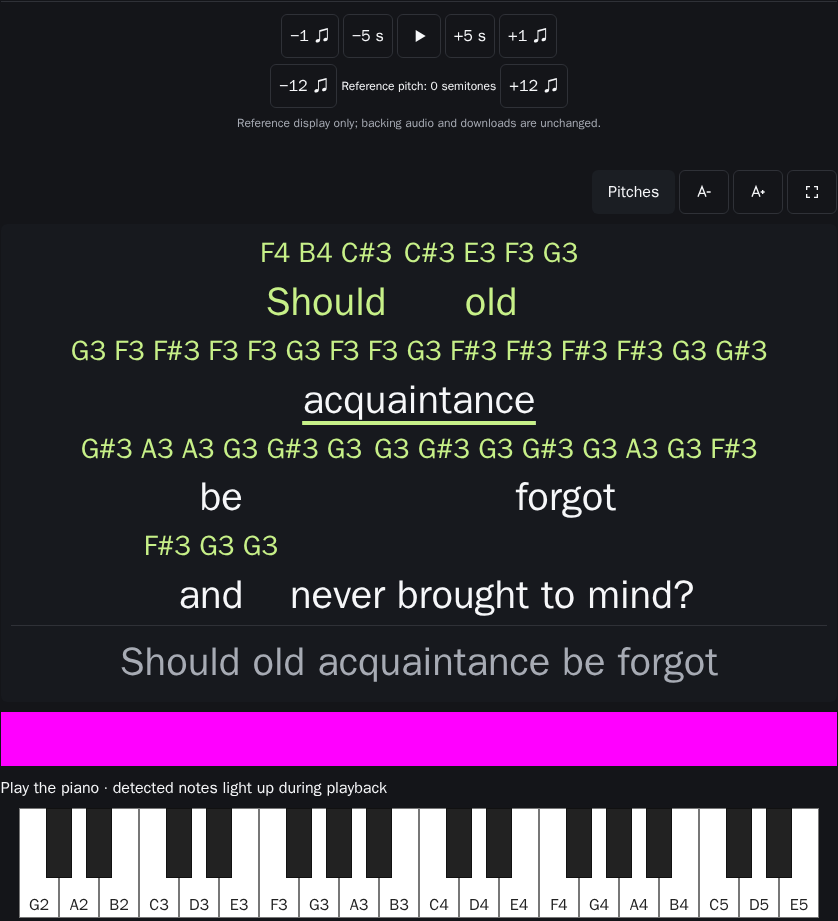 −1 ♫ −5 s ▶ +5 s +1 ♫
−12 ♫ Reference pitch: 0 semitones +12 ♫
Reference display only; backing audio and downloads are unchanged.
Pitches A- A+
F4 B4 C#3 C#3 E3 F3 G3
Should old
G3 F3 F#3 F3 F3 G3 F3 F3 G3 F#3 F#3 F#3 F#3 G3 G#3
acquaintance
G#3 A3 A3 G3 G#3 G3 G3 G#3 G3 G#3 G3 A3 G3 F#3
be forgot
F#3 G3 G3
and never brought to mind?
Should old acquaintance be forgot
Play the piano · detected notes light up during playback
G2 A2 B2 C3 D3 E3 F3 G3 A3 B3 C4 D4 E4 F4 G4 A4 B4 C5 D5 E5